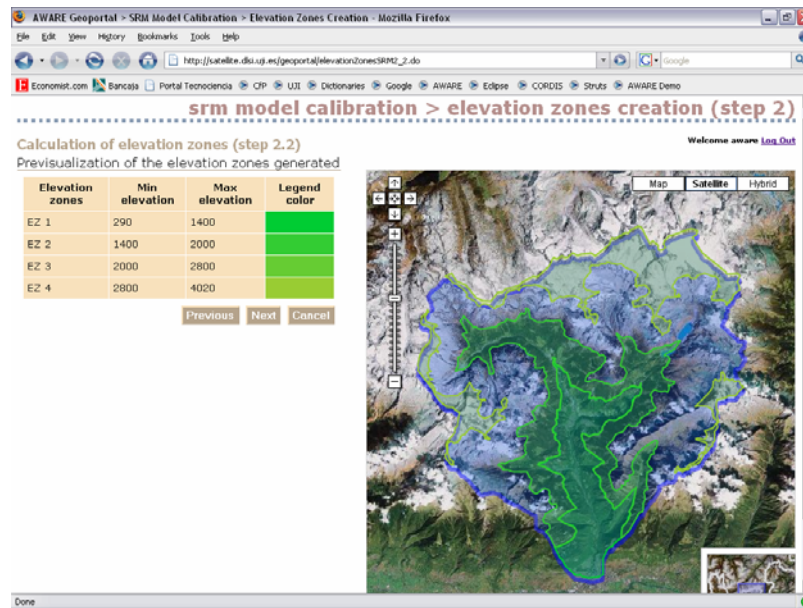 AWARE Geoportal > SRM Model Calibration > Elevation Zones Creation - Mozilla Firefox
File Edit View History Bookmarks Tools Help
http://satellite.dlsi.uji.es/geoportal/elevationZonesSRM2_2.do
Google
Economist.com Bancaja Portal Tecnociencia CfP UJI Dictionaries Google AWARE Eclipse CORDIS Struts AWARE Demo
srm model calibration > elevation zones creation (step 2)
Welcome aware Log Out
Calculation of elevation zones (step 2.2)
Previsualization of the elevation zones generated
Elevation zones Min elevation Max elevation Legend color
EZ 1 290 1400
EZ 2 1400 2000
EZ 3 2000 2800
EZ 4 2800 4020
Previous Next Cancel
Map Satellite Hybrid
Done